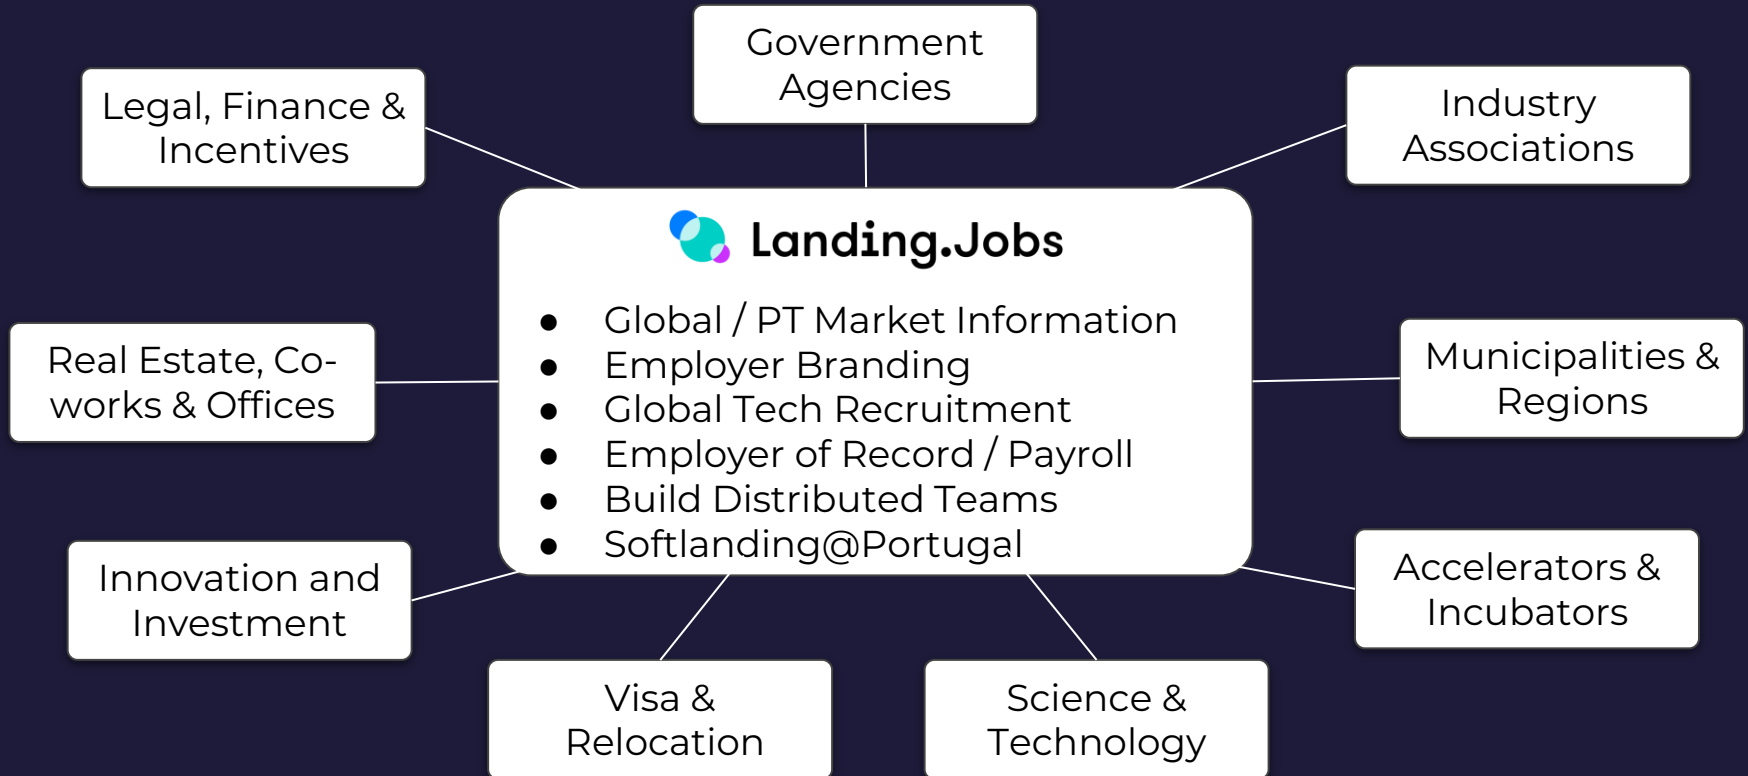 Government
Agencies
Legal, Finance &
Incentives
Industry
Associations
Landing.Jobs
● Global / PT Market Information
● Employer Branding
● Global Tech Recruitment
● Employer of Record / Payroll
● Build Distributed Teams
● Softlanding@Portugal
Real Estate, Co-
works & Offices
Municipalities &
Regions
Innovation and
Investment
Accelerators &
Incubators
Visa &
Relocation
Science &
Technology